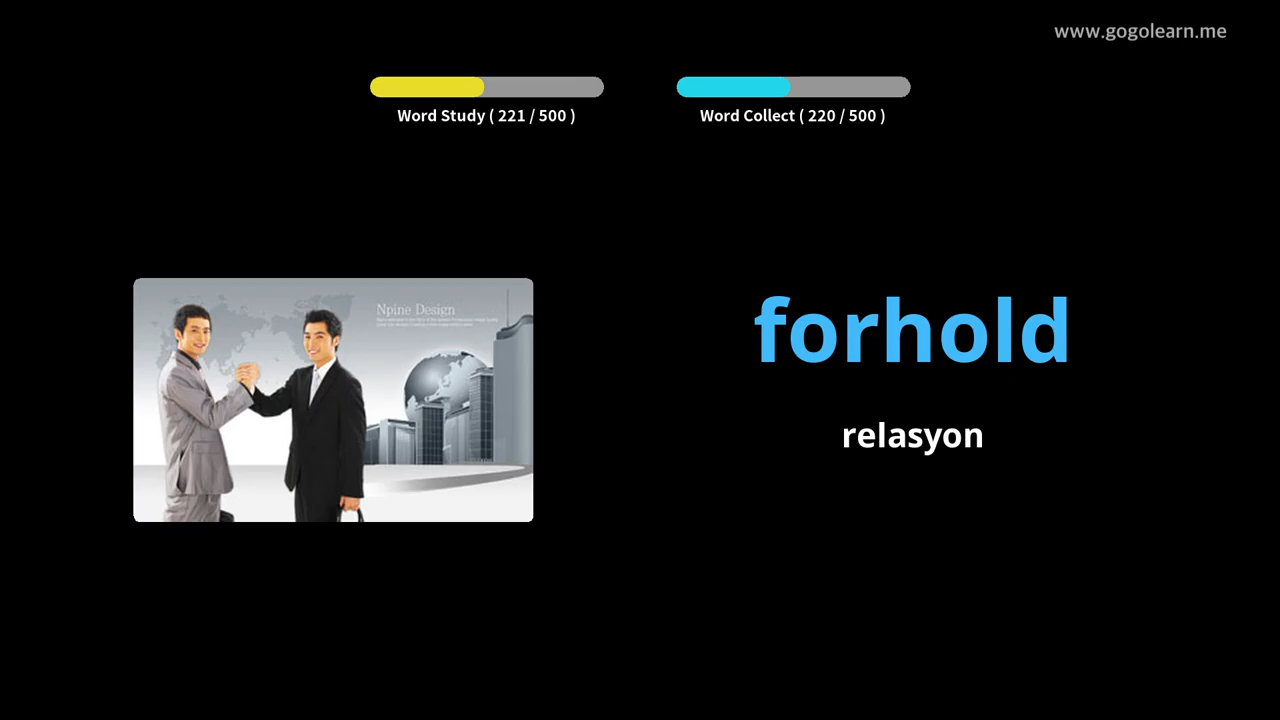 www.gogolearn.me
Word Study ( 221 / 500 )
Word Collect ( 220 / 500 )
Npine Design
forhold
relasyon